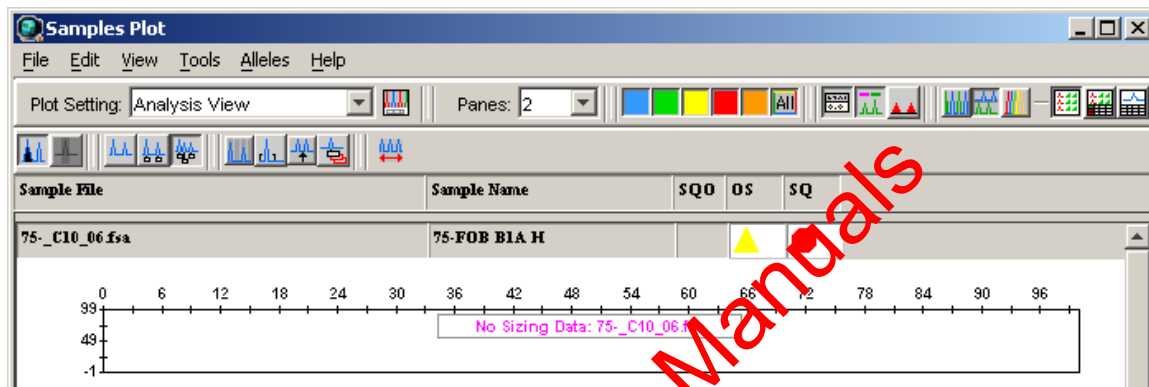 Samples Plot
File Edit View Tools Alleles Help
Plot Setting: Analysis View Panes: 2 All
Sample File Sample Name SQO OS SQ
75-_C10_06.fsa 75-FOB B1A H
0 6 12 18 24 30 36 42 48 54 60 66 72 78 84 90 96
99
No Sizing Data: 75-_C10_06.f
49
-1
Manuals